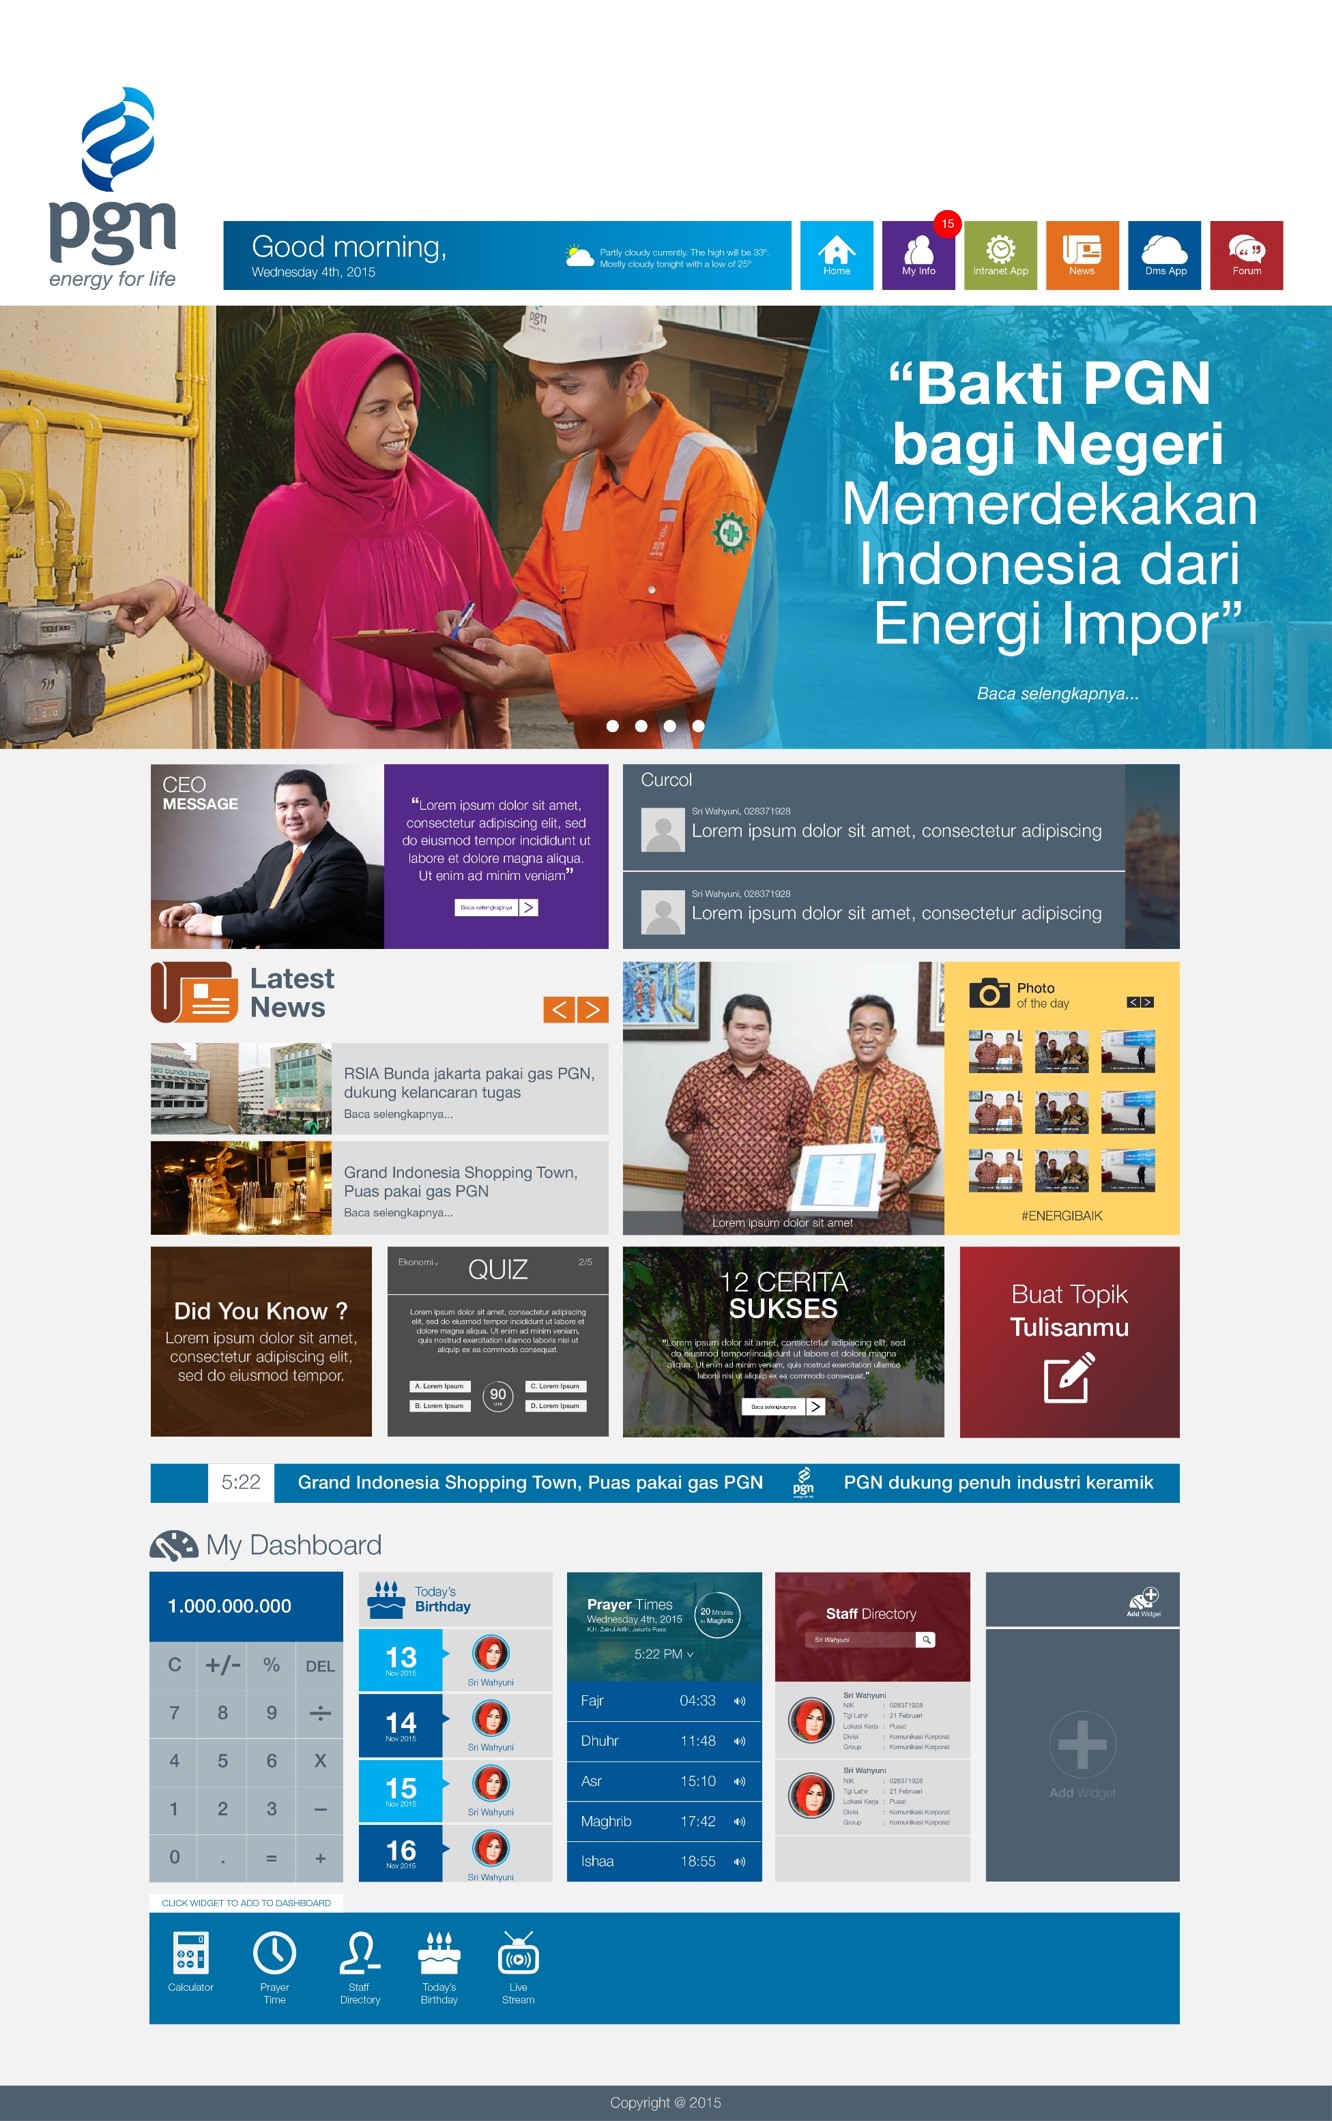 pgn
energy for life
Good morning,
Wednesday 4th, 2015
Partly cloudy currently. The high will be 33°.
Mostly cloudy tonight with a low of 25°
Home
15
My Info
Intranet App
News
Dms App
Forum
pgn
“Bakti PGN
bagi Negeri
Memerdekakan
Indonesia dari
Energi Impor”
Baca selengkapnya...
519
CEO
MESSAGE
“Lorem ipsum dolor sit amet,
consectetur adipiscing elit, sed
do eiusmod tempor incididunt ut
labore et dolore magna aliqua.
Ut enim ad minim veniam”
Baca selengkapnya >
Curcol
Sri Wahyuni, 028371928
Lorem ipsum dolor sit amet, consectetur adipiscing
Sri Wahyuni, 028371928
Lorem ipsum dolor sit amet, consectetur adipiscing
Latest
News
< >
RSIA Bunda jakarta pakai gas PGN,
dukung kelancaran tugas
Baca selengkapnya...
Grand Indonesia Shopping Town,
Puas pakai gas PGN
Baca selengkapnya...
Lorem ipsum dolor sit amet
Photo
of the day
< >
#ENERGIBAIK
Did You Know ?
Lorem ipsum dolor sit amet,
consectetur adipiscing elit,
sed do eiusmod tempor.
Ekonomi
QUIZ
2/5
Lorem ipsum dolor sit amet, consectetur adipiscing
elit, sed do eiusmod tempor incididunt ut labore et
dolore magna aliqua. Ut enim ad minim veniam,
quis nostrud exercitation ullamco laboris nisi ut
aliquip ex ea commodo consequat.
A. Lorem Ipsum
B. Lorem Ipsum
90
C. Lorem Ipsum
D. Lorem Ipsum
12 CERITA
SUKSES
“Lorem ipsum dolor sit amet, consectetur adipiscing elit, sed
do eiusmod tempor incididunt ut labore et dolore magna
aliqua. Ut enim ad minim veniam, quis nostrud exercitation ullamco
laboris nisi ut aliquip ex ea commodo consequat.”
Baca selengkapnya >
Buat Topik
Tulisanmu
5:22
Grand Indonesia Shopping Town, Puas pakai gas PGN
pgn
energy for life
PGN dukung penuh industri keramik
My Dashboard
1.000.000.000
C +/- % DEL
7 8 9 ÷
4 5 6 X
1 2 3 −
0 . = +
Today's
Birthday
13
Nov 2015
Sri Wahyuni
14
Nov 2015
Sri Wahyuni
15
Nov 2015
Sri Wahyuni
16
Nov 2015
Sri Wahyuni
Prayer Times
Wednesday 4th, 2015
K.H. Zainul Arifin, Jakarta Pusat
20 Minutes
to Maghrib
5:22 PM
Fajr 04:33
Dhuhr 11:48
Asr 15:10
Maghrib 17:42
Ishaa 18:55
Staff Directory
Sri Wahyuni
Sri Wahyuni
NIK : 028371928
Tgl Lahir : 21 Februari
Lokasi Kerja : Pusat
Divisi : Komunikasi Korporat
Group : Komunikasi Korporat
Sri Wahyuni
NIK : 028371928
Tgl Lahir : 21 Februari
Lokasi Kerja : Pusat
Divisi : Komunikasi Korporat
Group : Komunikasi Korporat
Add Widget
Add Widget
CLICK WIDGET TO ADD TO DASHBOARD
Calculator
Prayer
Time
Staff
Directory
Today's
Birthday
Live
Stream
Copyright @ 2015